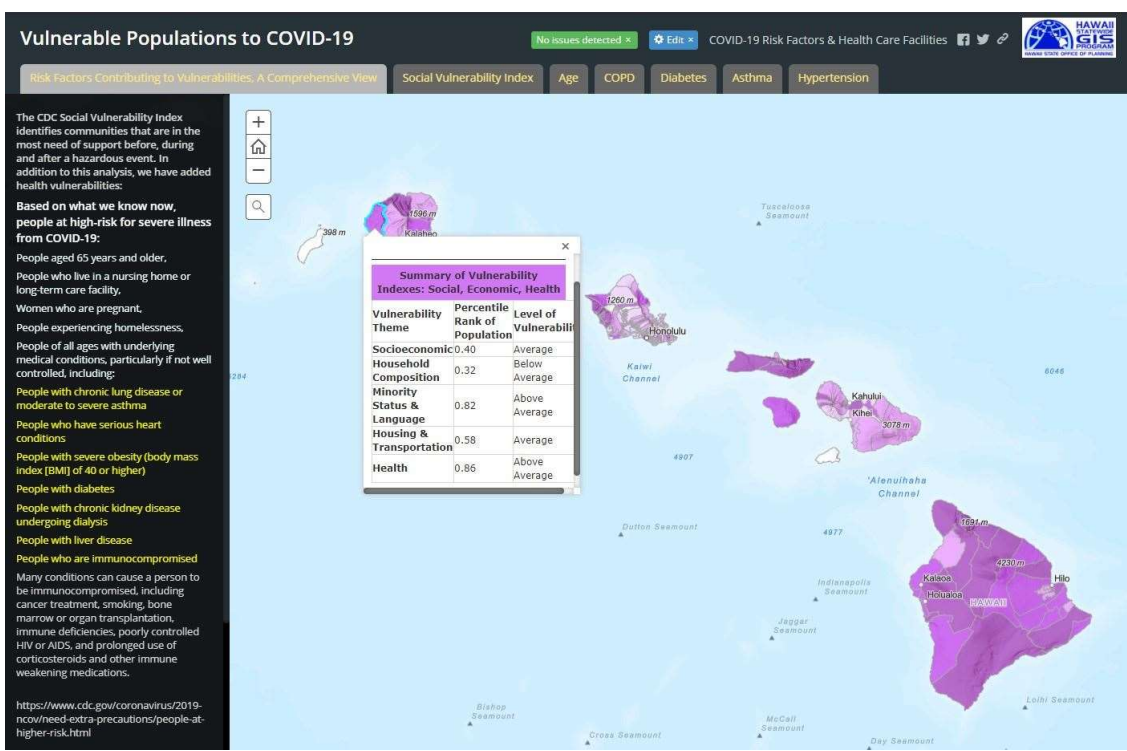 Vulnerable Populations to COVID-19
No issues detected ×
Edit ×
COVID-19 Risk Factors & Health Care Facilities
HAWAII
STATEWIDE
GIS
PROGRAM
HAWAII STATE OFFICE OF PLANNING
Risk Factors Contributing to Vulnerabilities, A Comprehensive View
Social Vulnerability Index
Age
COPD
Diabetes
Asthma
Hypertension
The CDC Social Vulnerability Index
identifies communities that are in the
most need of support before, during
and after a hazardous event. In
addition to this analysis, we have added
health vulnerabilities:
Based on what we know now,
people at high-risk for severe illness
from COVID-19:
People aged 65 years and older,
People who live in a nursing home or
long-term care facility,
Women who are pregnant,
People experiencing homelessness,
People of all ages with underlying
medical conditions, particularly if not well
controlled, including:
People with chronic lung disease or
moderate to severe asthma
People who have serious heart
conditions
People with severe obesity (body mass
index [BMI] of 40 or higher)
People with diabetes
People with chronic kidney disease
undergoing dialysis
People with liver disease
People who are immunocompromised
Many conditions can cause a person to
be immunocompromised, including
cancer treatment, smoking, bone
marrow or organ transplantation,
immune deficiencies, poorly controlled
HIV or AIDS, and prolonged use of
corticosteroids and other immune
weakening medications.
https://www.cdc.gov/coronavirus/2019-
ncov/need-extra-precautions/people-at-
higher-risk.html
+
−
398 m
1596 m
Kalaheo
×
Summary of Vulnerability
Indexes: Social, Economic, Health
Vulnerability Theme
Percentile Rank of Population
Level of Vulnerabili
Socioeconomic 0.40 Average
Household Composition 0.32 Below Average
Minority Status & Language 0.82 Above Average
Housing & Transportation 0.58 Average
Health 0.86 Above Average
Tuscaloosa
Seamount
1260 m
Honolulu
Kaiwi
Channel
6046
Kahului
Kihei
3078 m
4907
'Alenuihaha
Channel
Dutton Seamount
4977
1691 m
4230 m
Kalaoa
Hilo
Holualoa
HAWAII
Indianapolis
Seamount
Jaggar
Seamount
Loihi Seamount
Bishop
Seamount
McCall
Seamount
Cross Seamount
Day Seamount